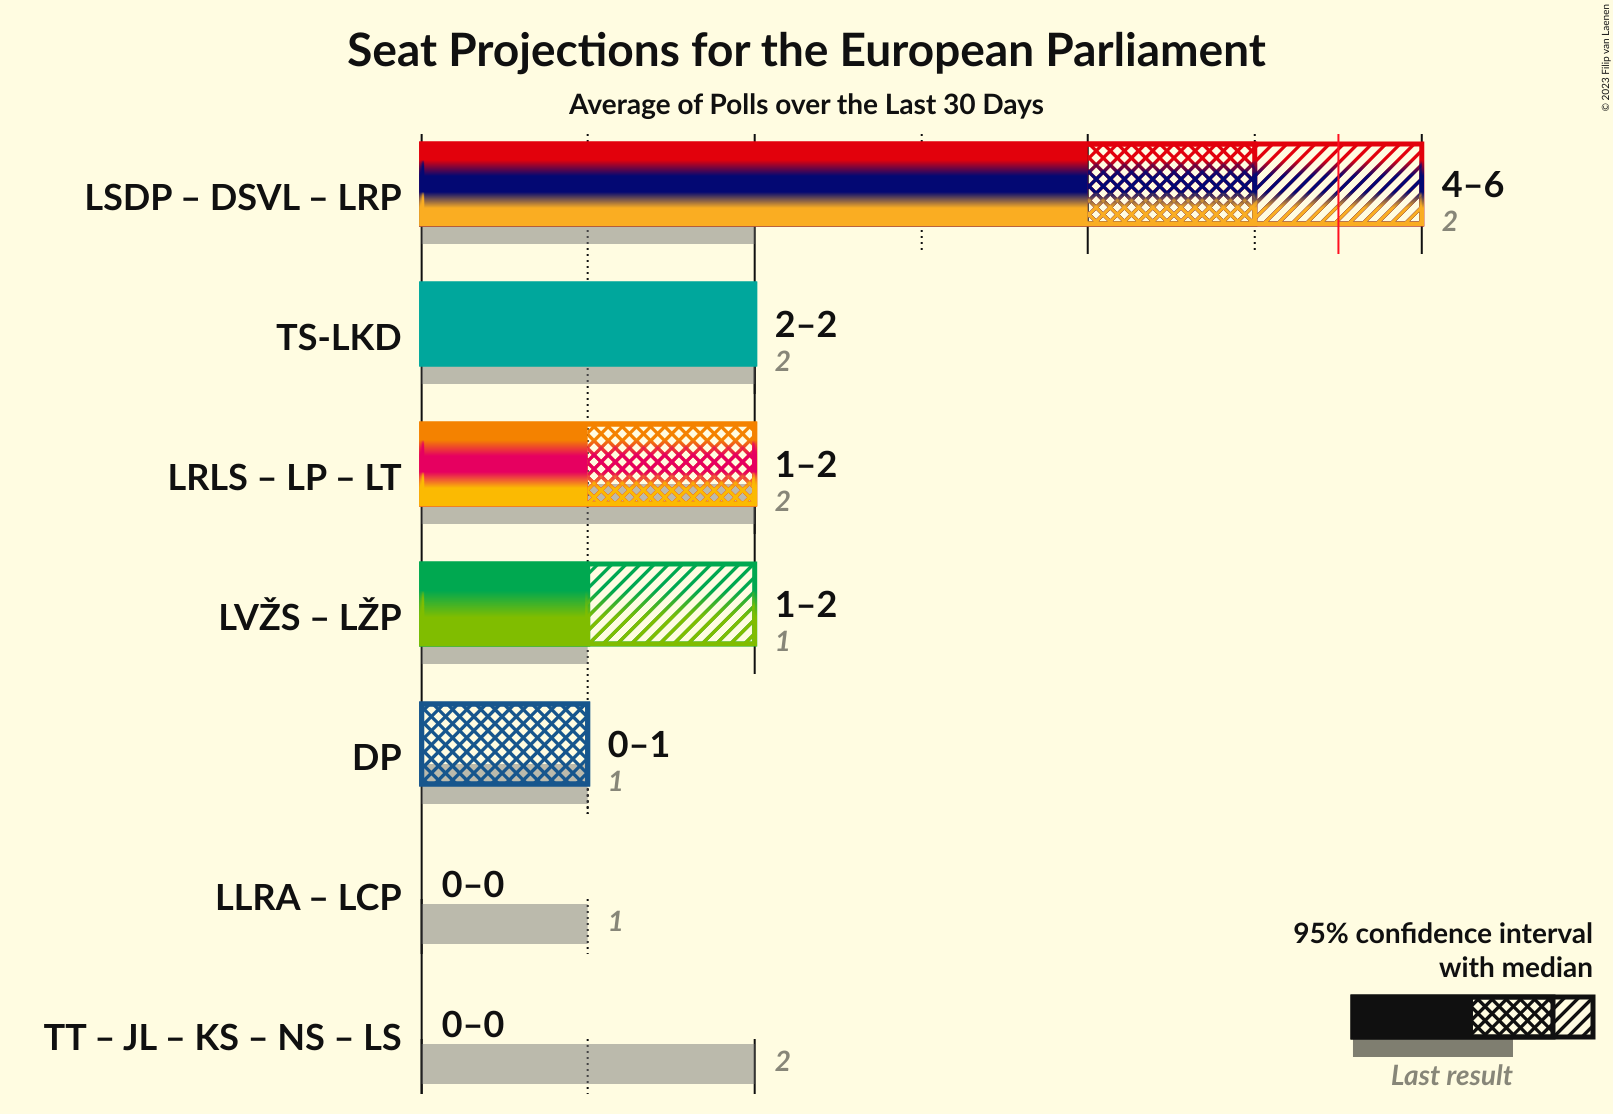 Seat Projections for the European Parliament
Average of Polls over the Last 30 Days
© 2023 Filip van Laenen
LSDP – DSVL – LRP
4–6
2
TS-LKD
2–2
2
LRLS – LP – LT
1–2
2
LVŽS – LŽP
1–2
1
DP
0–1
1
LLRA – LCP
0–0
1
TT – JL – KS – NS – LS
0–0
2
95% confidence interval
with median
Last result